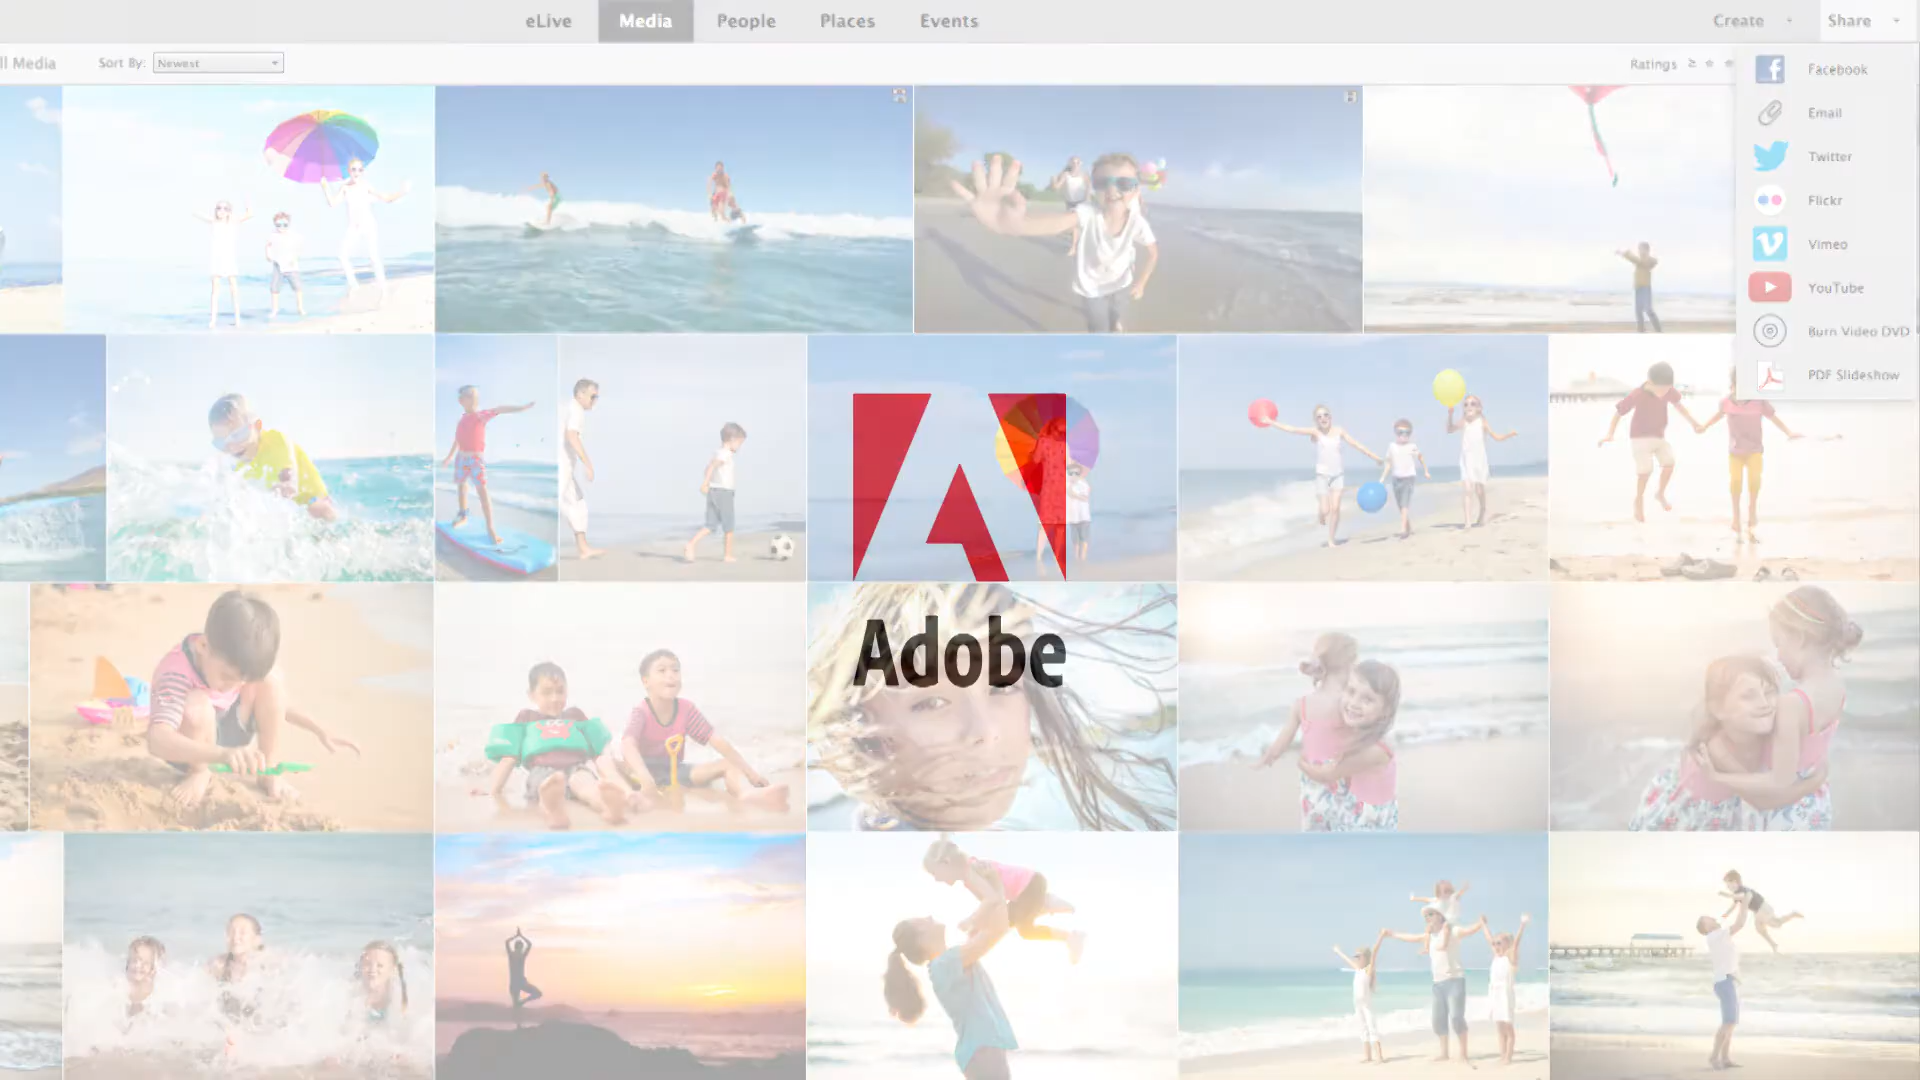 eLive Media People Places Events Create Share
ll Media Sort By: Newest Ratings ≥
Facebook
Email
Twitter
Flickr
Vimeo
YouTube
Burn Video DVD
PDF Slideshow
Adobe